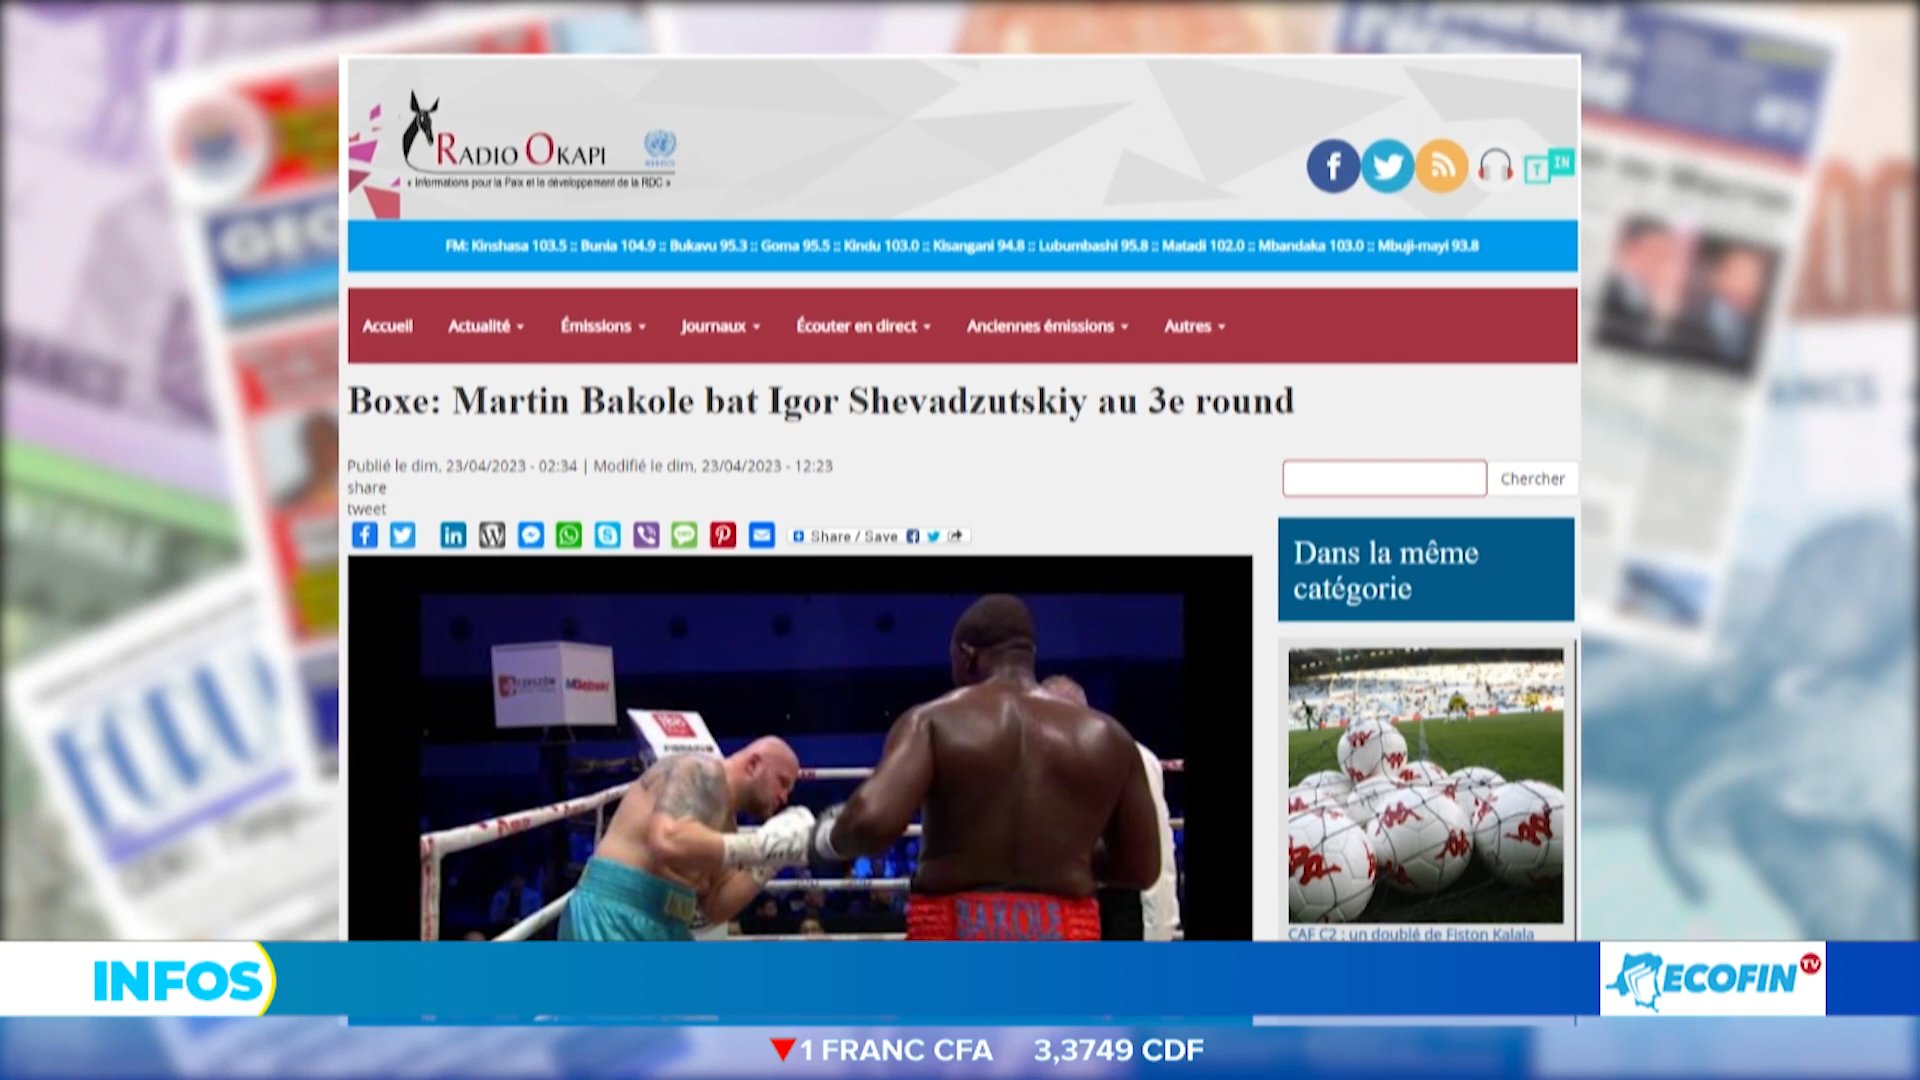 RADIO OKAPI
« Informations pour la Paix et le développement de la RDC »
T IN
FM: Kinshasa 103.5 :: Bunia 104.9 :: Bukavu 95.3 :: Goma 95.5 :: Kindu 103.0 :: Kisangani 94.8 :: Lubumbashi 95.8 :: Matadi 102.0 :: Mbandaka 103.0 :: Mbuji-mayi 93.8
Accueil Actualité Émissions Journaux Écouter en direct Anciennes émissions Autres
Boxe: Martin Bakole bat Igor Shevadzutskiy au 3e round
Publié le dim, 23/04/2023 - 02:34 | Modifié le dim, 23/04/2023 - 12:23
share
tweet
Chercher
Share / Save
Dans la même
catégorie
BAKOLE
CAF C2 : un doublé de Fiston Kalala
INFOS
ECOFIN TV
1 FRANC CFA 3,3749 CDF